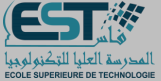 EST
فاس
المدرسة العليا للتكنولوجيا
ECOLE SUPERIEURE DE TECHNOLOGIE